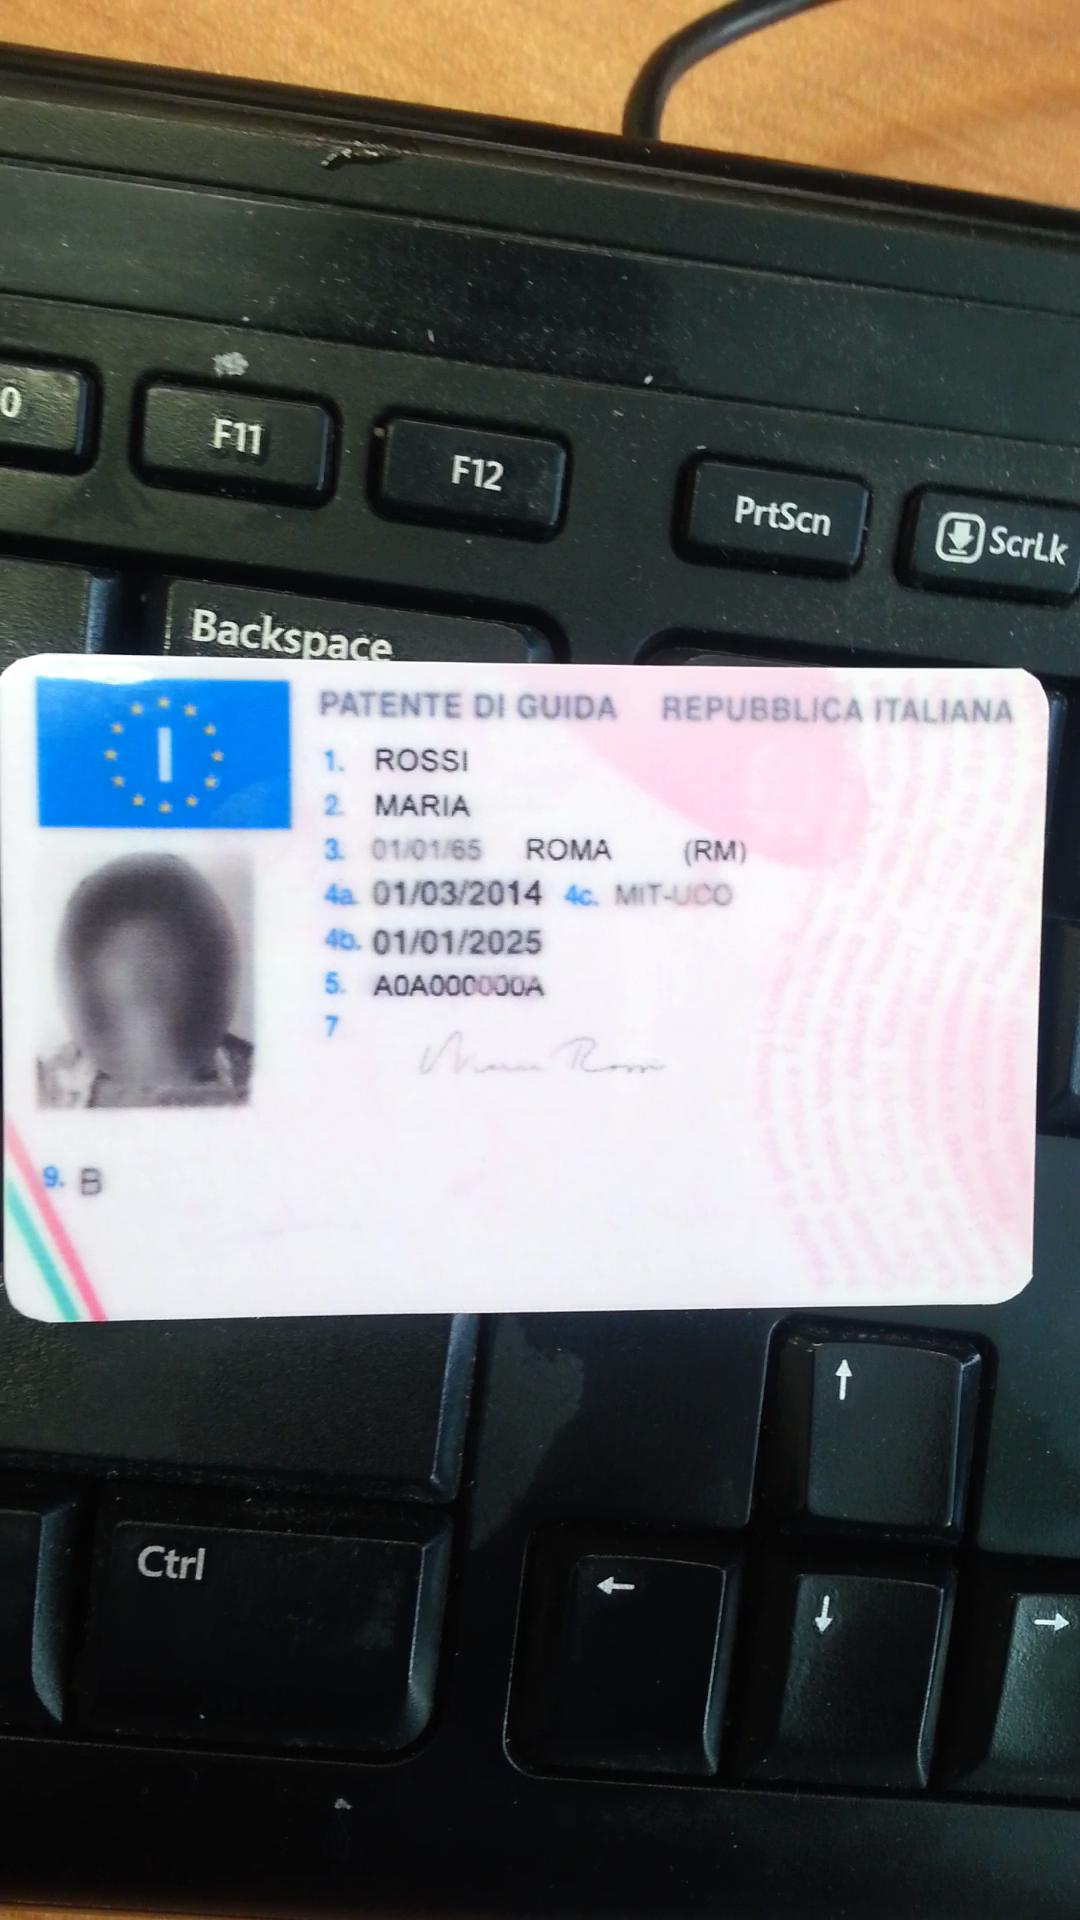 0 F11 F12 PrtScn ScrLk
Backspace
I
PATENTE DI GUIDA REPUBBLICA ITALIANA
1. ROSSI
2. MARIA
3. 01/01/65 ROMA (RM)
4a. 01/03/2014 4c. MIT-UCO
4b. 01/01/2025
5. A0A000000A
7
Maria Rossi
9. B
↑
Ctrl
← ↓ →